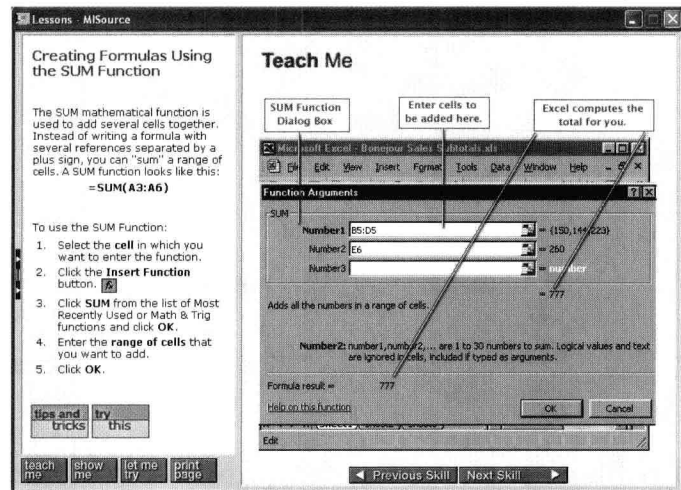 Lessons - MISource
Creating Formulas Using
the SUM Function
The SUM mathematical function is
used to add several cells together.
Instead of writing a formula with
several references separated by a
plus sign, you can "sum" a range of
cells. A SUM function looks like this:
=SUM(A3:A6)
To use the SUM Function:
1. Select the cell in which you
want to enter the function.
2. Click the Insert Function
button. fx
3. Click SUM from the list of Most
Recently Used or Math & Trig
functions and click OK.
4. Enter the range of cells that
you want to add.
5. Click OK.
tips and
tricks
try
this
teach
me
show
me
let me
try
print
page
Teach Me
SUM Function
Dialog Box
Enter cells to
be added here.
Excel computes the
total for you.
Microsoft Excel - Bonejour Sales Subtotals.xls
File Edit View Insert Format Tools Data Window Help
Function Arguments
SUM
Number1 B5:D5 = {150,144,223}
Number2 E6 = 260
Number3 = number
= 777
Adds all the numbers in a range of cells.
Number2: number1,number2,... are 1 to 30 numbers to sum. Logical values and text
are ignored in cells, included if typed as arguments.
Formula result = 777
Help on this function
OK Cancel
Edit
Previous Skill Next Skill